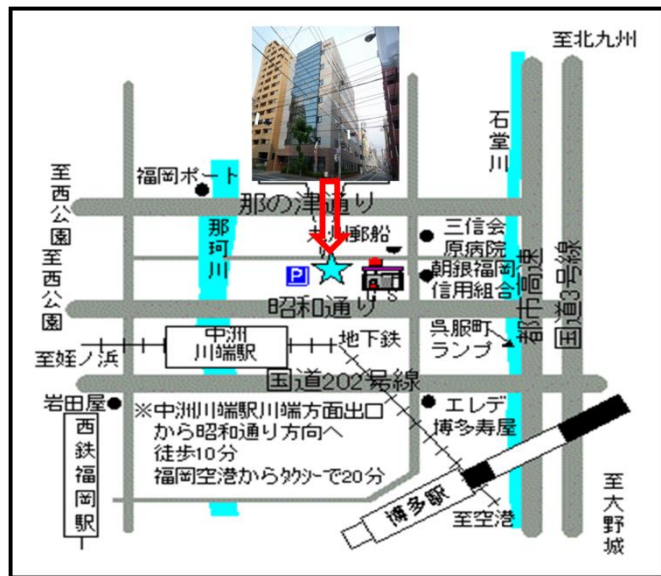 至北九州
石堂川
至西公園
福岡ボート
那の津通り
那珂川
九州郵船
三信会
原病院
至西公園
P
朝銀福岡
信用組合
G S
昭和通り
都市高速
国道3号線
中洲
川端駅
地下鉄
呉服町
ランプ
至姪ノ浜
国道202号線
岩田屋
※中洲川端駅川端方面出口
から昭和通り方向へ
徒歩10分
福岡空港からタクシーで20分
エレデ
博多寿屋
西鉄福岡駅
博多駅
至空港
至大野城